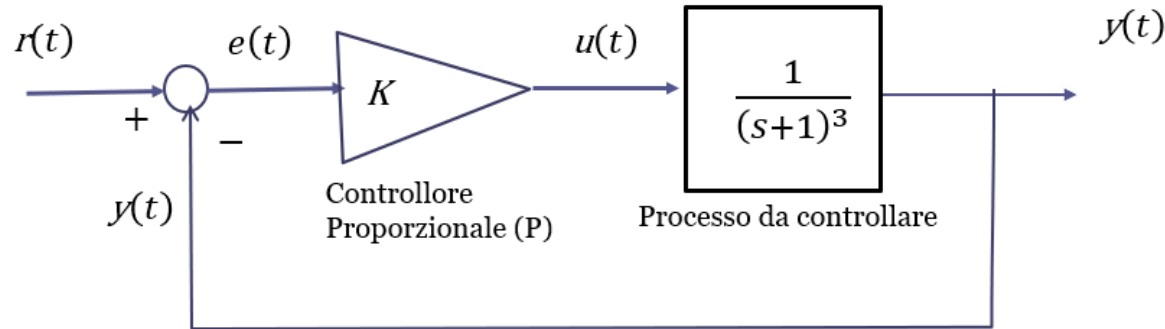 r(t)
e(t)
u(t)
y(t)
K
1
(s+1)³
+
−
y(t)
Controllore
Proporzionale (P)
Processo da controllare